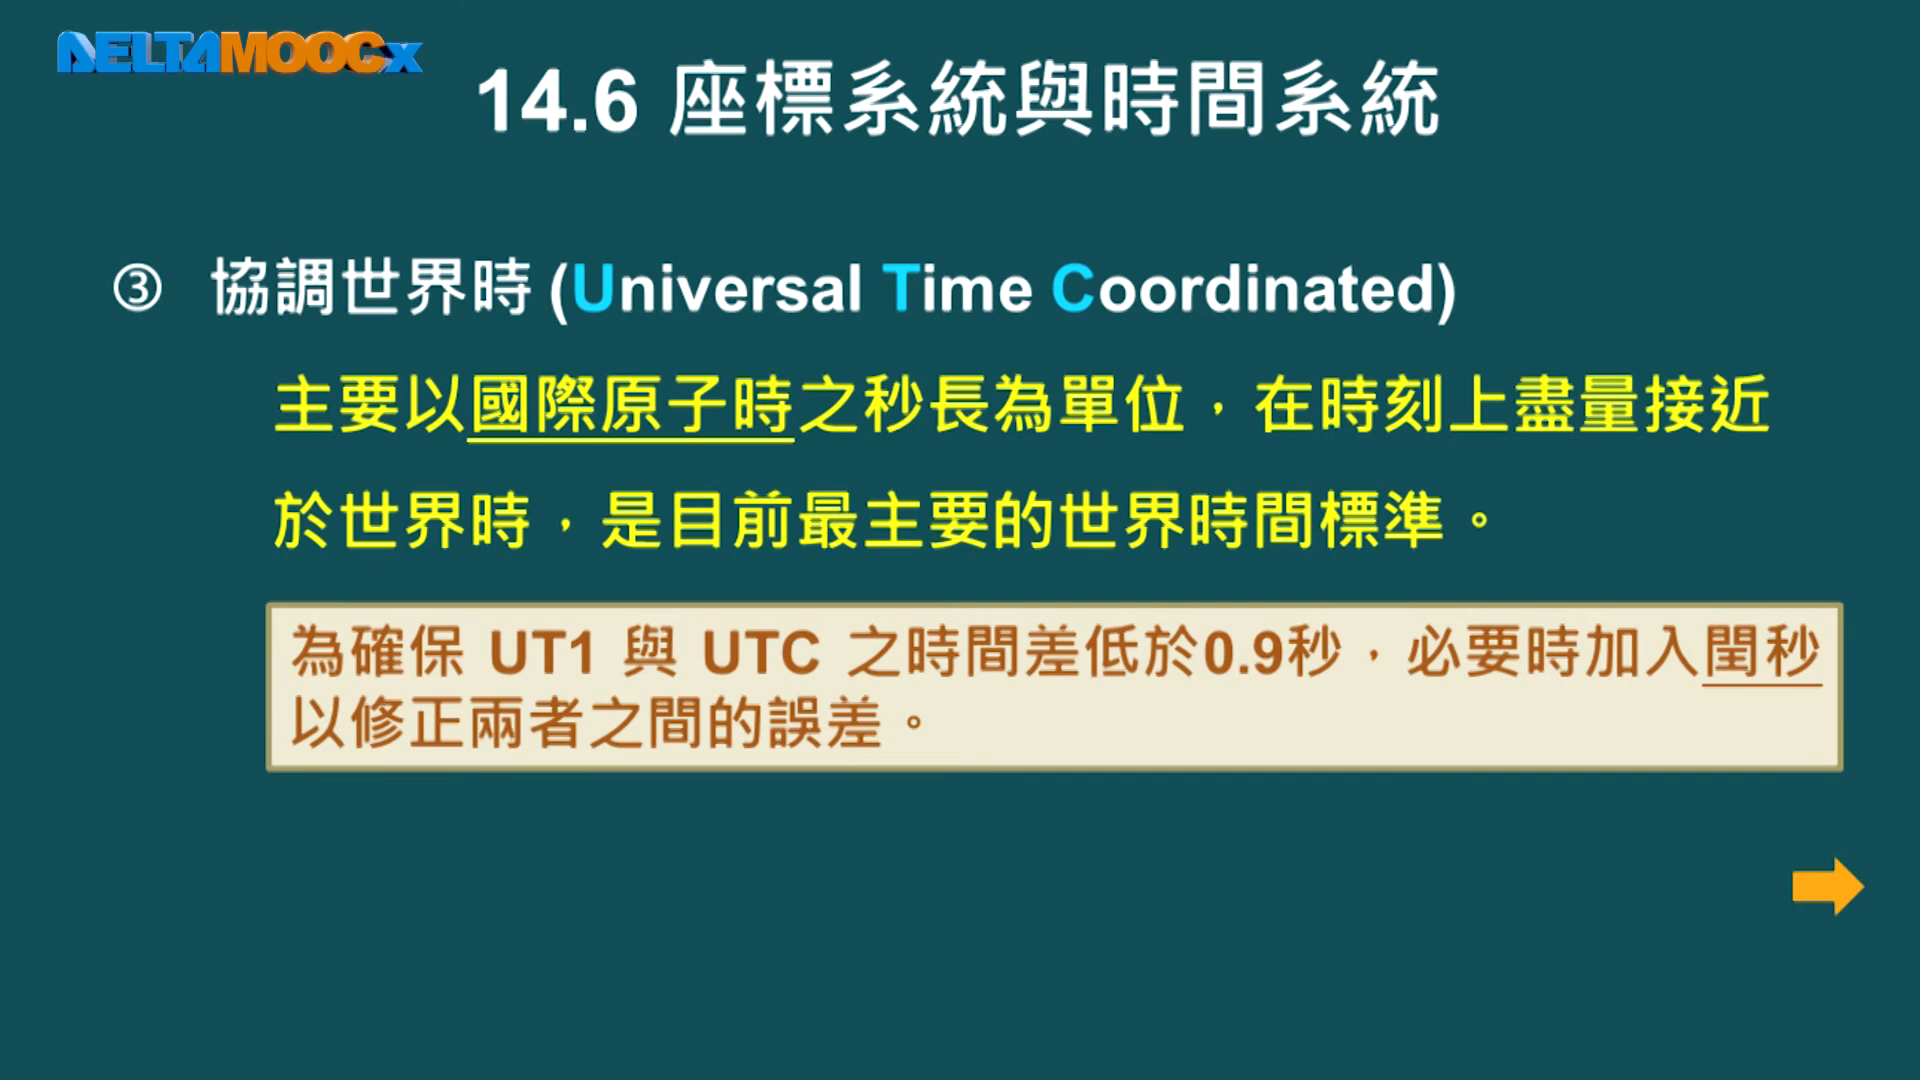 DELTAMOOCx
14.6 座標系統與時間系統
③ 協調世界時 (Universal Time Coordinated)
主要以國際原子時之秒長為單位，在時刻上盡量接近
於世界時，是目前最主要的世界時間標準。
為確保 UT1 與 UTC 之時間差低於0.9秒，必要時加入閏秒
以修正兩者之間的誤差。